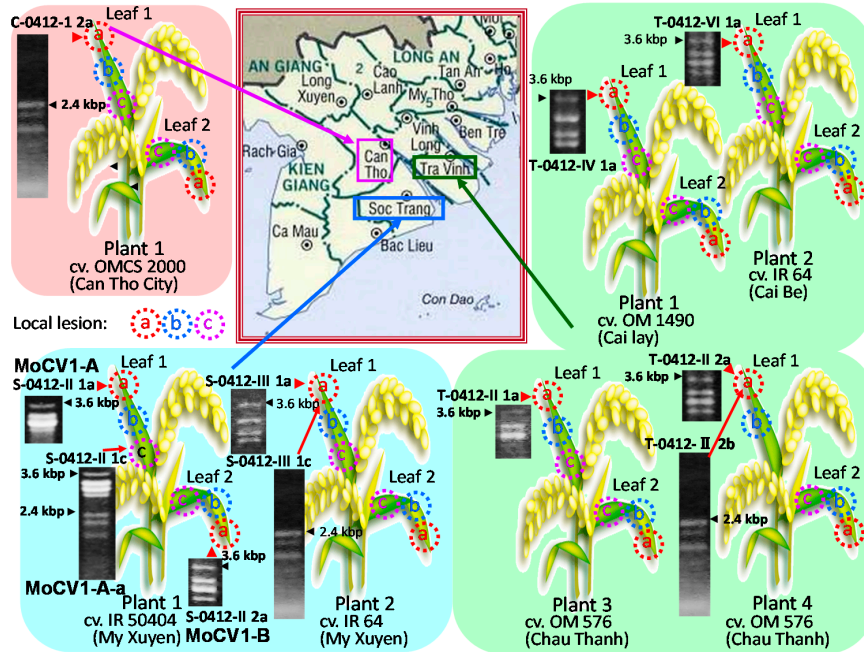 C-0412-1 2a
Leaf 1
a
b
c
2.4 kbp
Leaf 2
c
b
a
Plant 1
cv. OMCS 2000
(Can Tho City)
AN GIANG
LONG AN
2
Long
Xuyen
Cao
Lanh
Tan An
Ho
My Tho
5
Ben Tre
Vinh
Long
Rach-Gia
Can
Tho
Tra Vinh
KIEN
GIANG
Soc Trang
Ca Mau
Bac Lieu
Con Dao
T-0412-VI 1a
3.6 kbp
Leaf 1
a
b
c
3.6 kbp
Leaf 1
a
b
c
T-0412-IV 1a
Leaf 2
c
b
a
Leaf 2
c
b
a
Plant 2
cv. IR 64
(Cai Be)
Plant 1
cv. OM 1490
(Cai lay)
Local lesion:
a
b
c
MoCV1-A
S-0412-II 1a
Leaf 1
3.6 kbp
a
b
c
S-0412-II 1c
3.6 kbp
2.4 kbp
Leaf 2
c
b
a
3.6 kbp
MoCV1-A-a
S-0412-II 2a
MoCV1-B
Plant 1
cv. IR 50404
(My Xuyen)
S-0412-III 1a
Leaf 1
3.6 kbp
a
b
c
S-0412-III 1c
2.4 kbp
Leaf 2
c
b
a
Plant 2
cv. IR 64
(My Xuyen)
T-0412-II 1a
3.6 kbp
Leaf 1
a
b
c
Leaf 2
c
b
a
Plant 3
cv. OM 576
(Chau Thanh)
T-0412-II 2a
3.6 kbp
Leaf 1
a
b
T-0412-Ⅱ 2b
2.4 kbp
Leaf 2
c
b
a
Plant 4
cv. OM 576
(Chau Thanh)